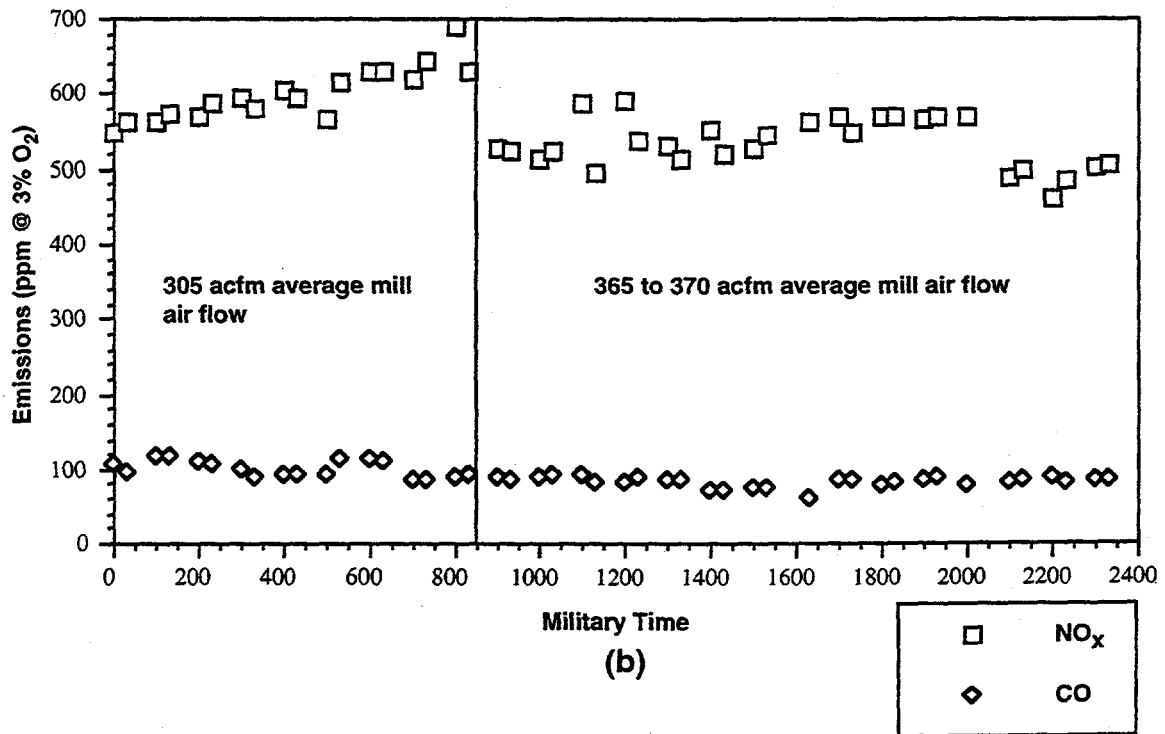 700
600
500
400
300
200
100
0
Emissions (ppm @ 3% O2)
305 acfm average mill
air flow
365 to 370 acfm average mill air flow
0 200 400 600 800 1000 1200 1400 1600 1800 2000 2200 2400
Military Time
(b)
NOX
CO